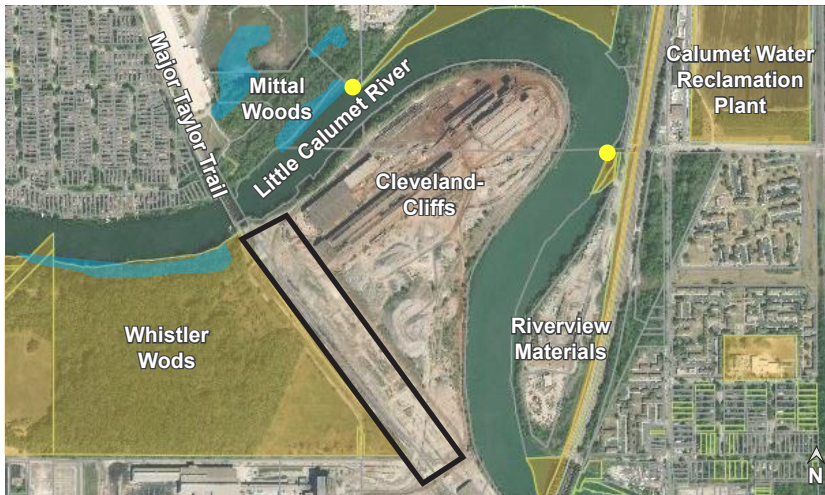 Major Taylor Trail
Mittal
Woods
Little Calumet River
Calumet Water
Reclamation
Plant
Cleveland-
Cliffs
Whistler
Wods
Riverview
Materials
N